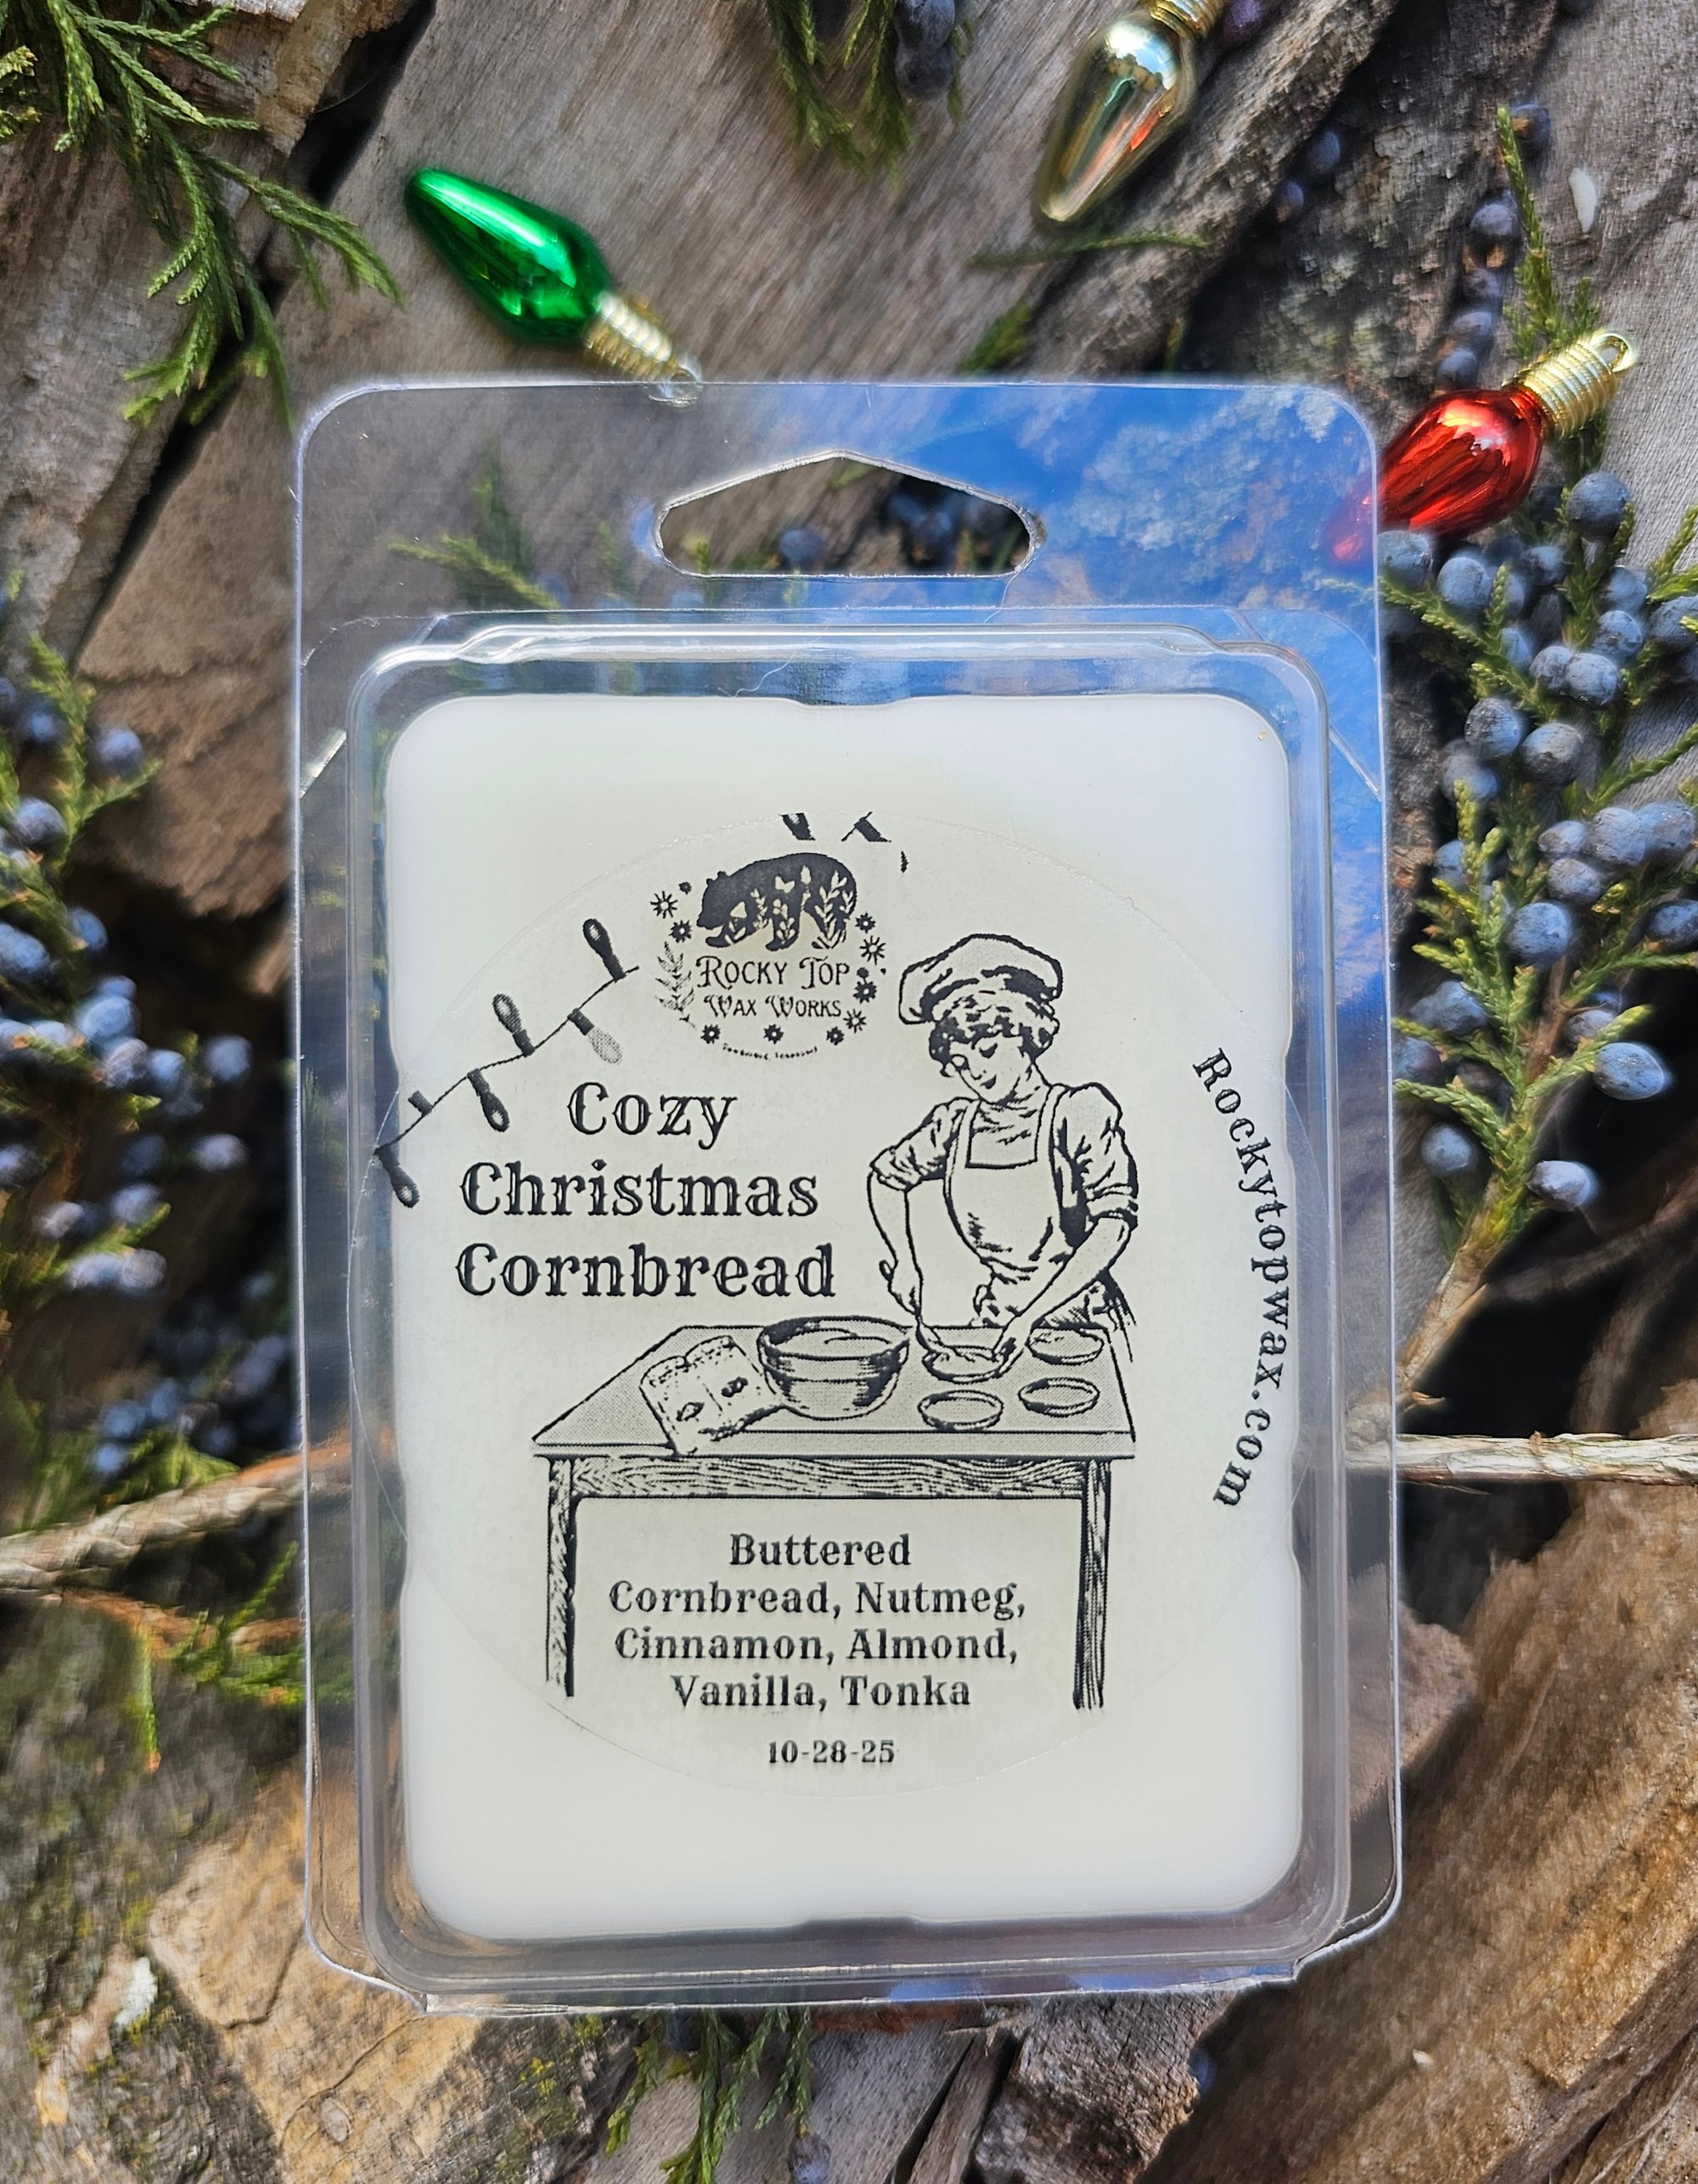 Rocky Top
Wax Works
Cozy
Christmas
Cornbread
Rockytopwax.com
Buttered
Cornbread, Nutmeg,
Cinnamon, Almond,
Vanilla, Tonka
10-28-25